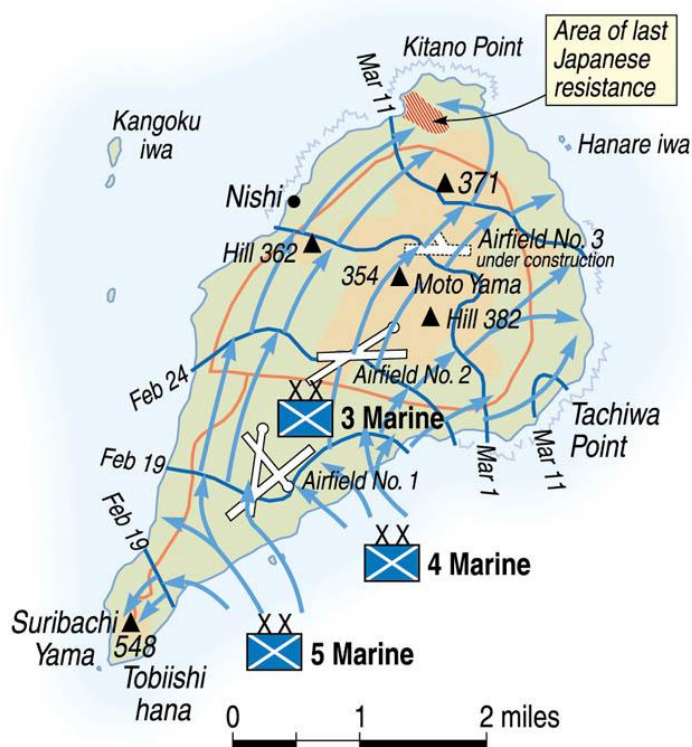 Kitano Point
Area of last
Japanese
resistance
Mar 11
Kangoku
iwa
Hanare iwa
Nishi
371
Hill 362
Airfield No. 3
under construction
354
Moto Yama
Hill 382
Feb 24
Airfield No. 2
XX
3 Marine
Tachiwa
Point
Feb 19
Airfield No. 1
Mar 1
Mar 11
Feb 19
XX
4 Marine
Suribachi
Yama
548
XX
5 Marine
Tobiishi
hana
0 1 2 miles